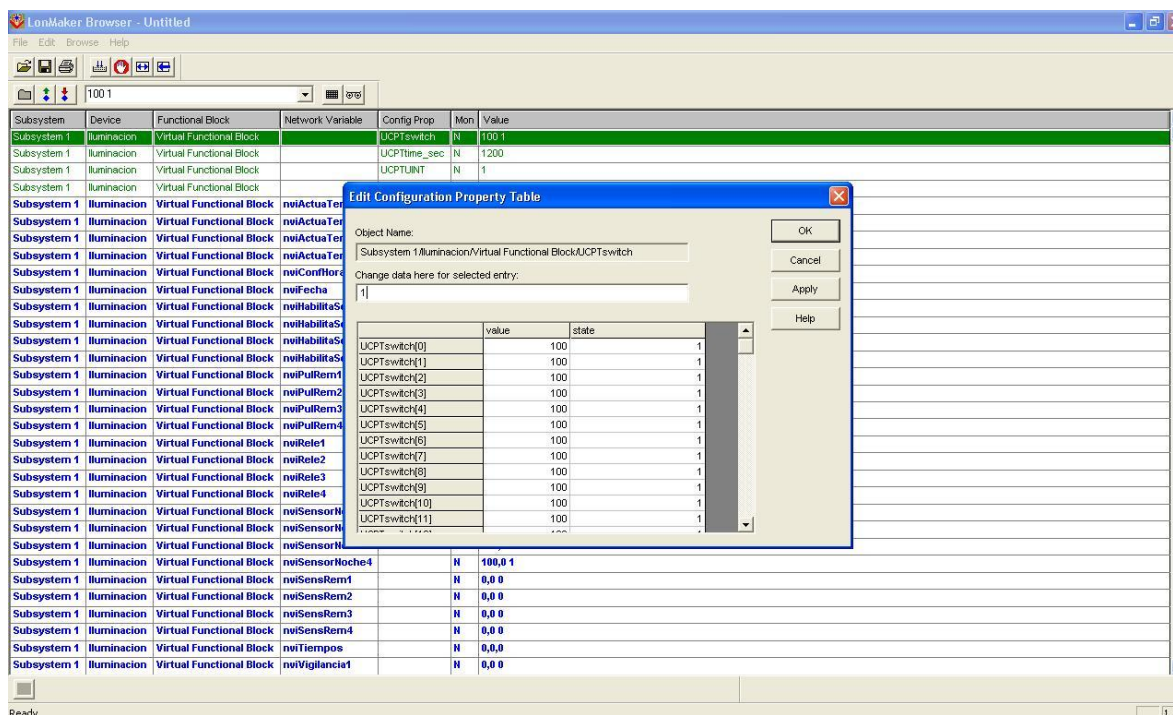 LonMaker Browser - Untitled
File Edit Browse Help
100 1
Subsystem Device Functional Block Network Variable Config Prop Mon Value
Subsystem 1 Iluminacion Virtual Functional Block UCPTswitch N 100 1
Subsystem 1 Iluminacion Virtual Functional Block UCPTtime_sec N 1200
Subsystem 1 Iluminacion Virtual Functional Block UCPTUINT N 1
Subsystem 1 Iluminacion Virtual Functional Block
Subsystem 1 Iluminacion Virtual Functional Block nviActuaTer
Subsystem 1 Iluminacion Virtual Functional Block nviActuaTer
Subsystem 1 Iluminacion Virtual Functional Block nviActuaTer
Subsystem 1 Iluminacion Virtual Functional Block nviActuaTer
Subsystem 1 Iluminacion Virtual Functional Block nviConfHora
Subsystem 1 Iluminacion Virtual Functional Block nviFecha
Subsystem 1 Iluminacion Virtual Functional Block nviHabilitaSe
Subsystem 1 Iluminacion Virtual Functional Block nviHabilitaSe
Subsystem 1 Iluminacion Virtual Functional Block nviHabilitaSe
Subsystem 1 Iluminacion Virtual Functional Block nviHabilitaSe
Subsystem 1 Iluminacion Virtual Functional Block nviPulRem1
Subsystem 1 Iluminacion Virtual Functional Block nviPulRem2
Subsystem 1 Iluminacion Virtual Functional Block nviPulRem3
Subsystem 1 Iluminacion Virtual Functional Block nviPulRem4
Subsystem 1 Iluminacion Virtual Functional Block nviRele1
Subsystem 1 Iluminacion Virtual Functional Block nviRele2
Subsystem 1 Iluminacion Virtual Functional Block nviRele3
Subsystem 1 Iluminacion Virtual Functional Block nviRele4
Subsystem 1 Iluminacion Virtual Functional Block nviSensorN
Subsystem 1 Iluminacion Virtual Functional Block nviSensorN
Subsystem 1 Iluminacion Virtual Functional Block nviSensorN
Subsystem 1 Iluminacion Virtual Functional Block nviSensorNoche4 N 100,0 1
Subsystem 1 Iluminacion Virtual Functional Block nviSensRem1 N 0,0 0
Subsystem 1 Iluminacion Virtual Functional Block nviSensRem2 N 0,0 0
Subsystem 1 Iluminacion Virtual Functional Block nviSensRem3 N 0,0 0
Subsystem 1 Iluminacion Virtual Functional Block nviSensRem4 N 0,0 0
Subsystem 1 Iluminacion Virtual Functional Block nviTiempos N 0,0,0
Subsystem 1 Iluminacion Virtual Functional Block nviVigilancia1 N 0,0 0
Edit Configuration Property Table
Object Name:
Subsystem 1/Iluminacion/Virtual Functional Block/UCPTswitch
Change data here for selected entry:
1
OK
Cancel
Apply
Help
value state
UCPTswitch[0] 100 1
UCPTswitch[1] 100 1
UCPTswitch[2] 100 1
UCPTswitch[3] 100 1
UCPTswitch[4] 100 1
UCPTswitch[5] 100 1
UCPTswitch[6] 100 1
UCPTswitch[7] 100 1
UCPTswitch[8] 100 1
UCPTswitch[9] 100 1
UCPTswitch[10] 100 1
UCPTswitch[11] 100 1
Ready
1